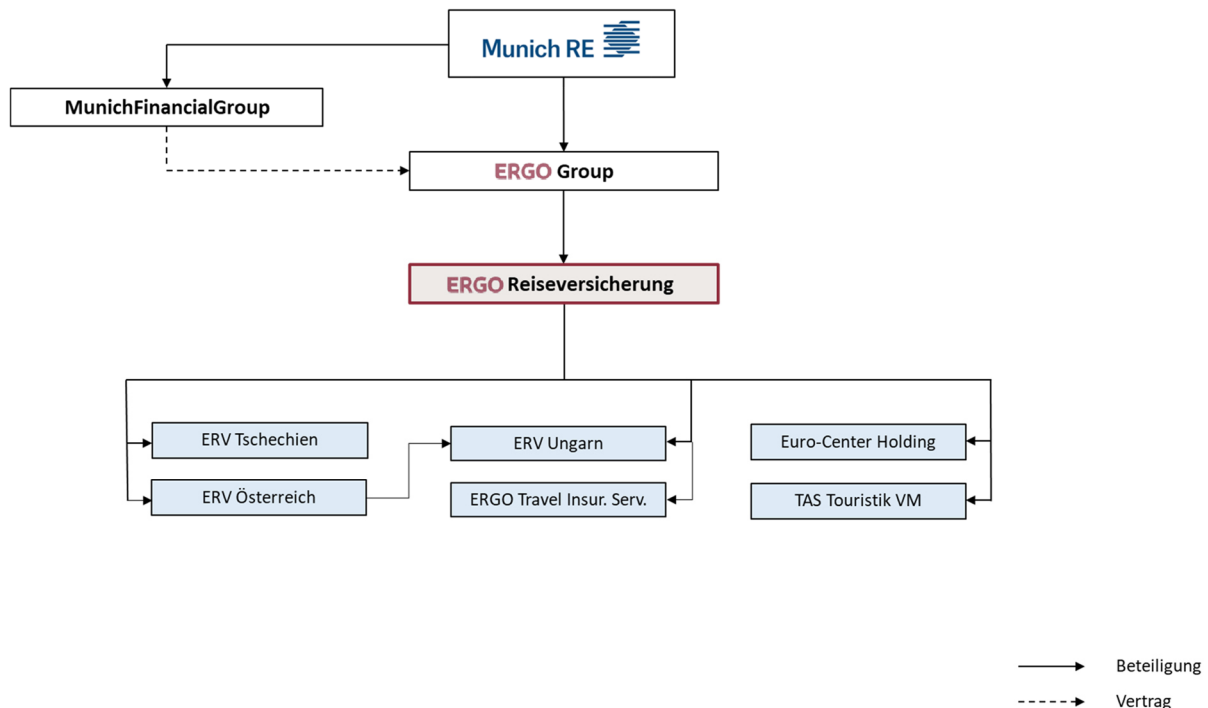 Munich RE
MunichFinancialGroup
ERGO Group
ERGO Reiseversicherung
ERV Tschechien
ERV Ungarn
Euro-Center Holding
ERV Österreich
ERGO Travel Insur. Serv.
TAS Touristik VM
Beteiligung
Vertrag